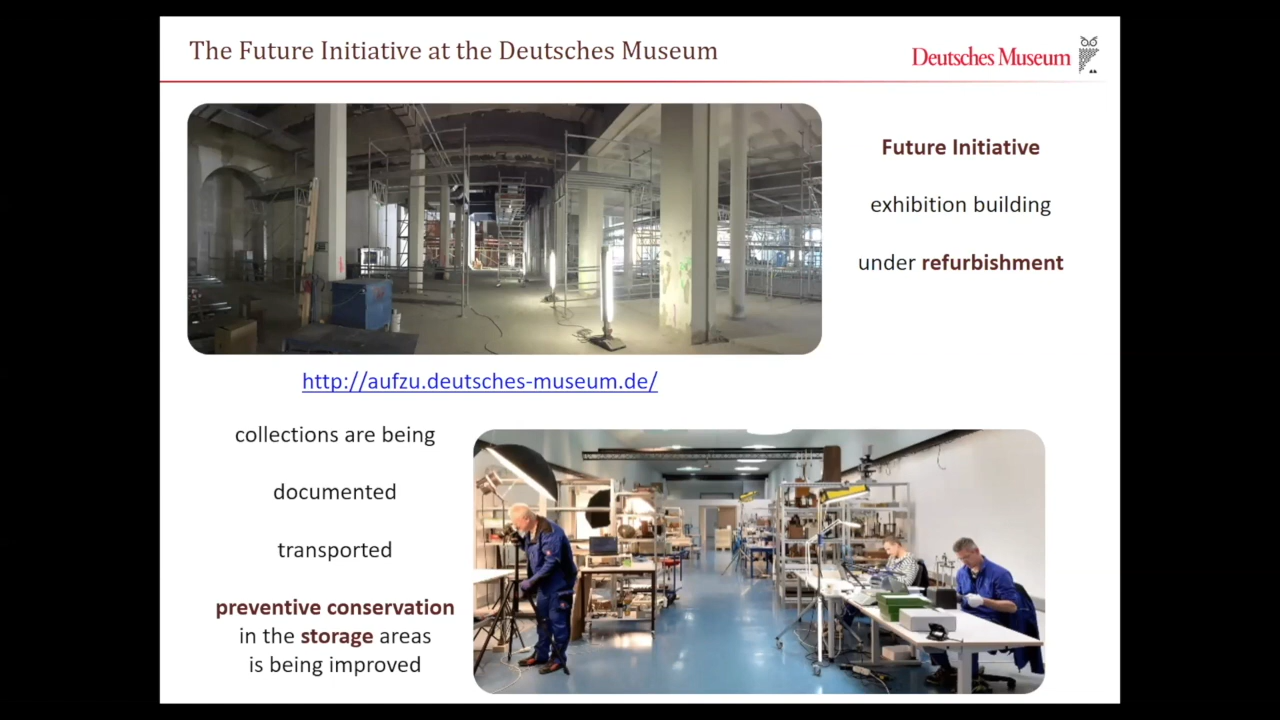 The Future Initiative at the Deutsches Museum
Deutsches Museum
Future Initiative
exhibition building
under refurbishment
http://aufzu.deutsches-museum.de/
collections are being
documented
transported
preventive conservation
in the storage areas
is being improved